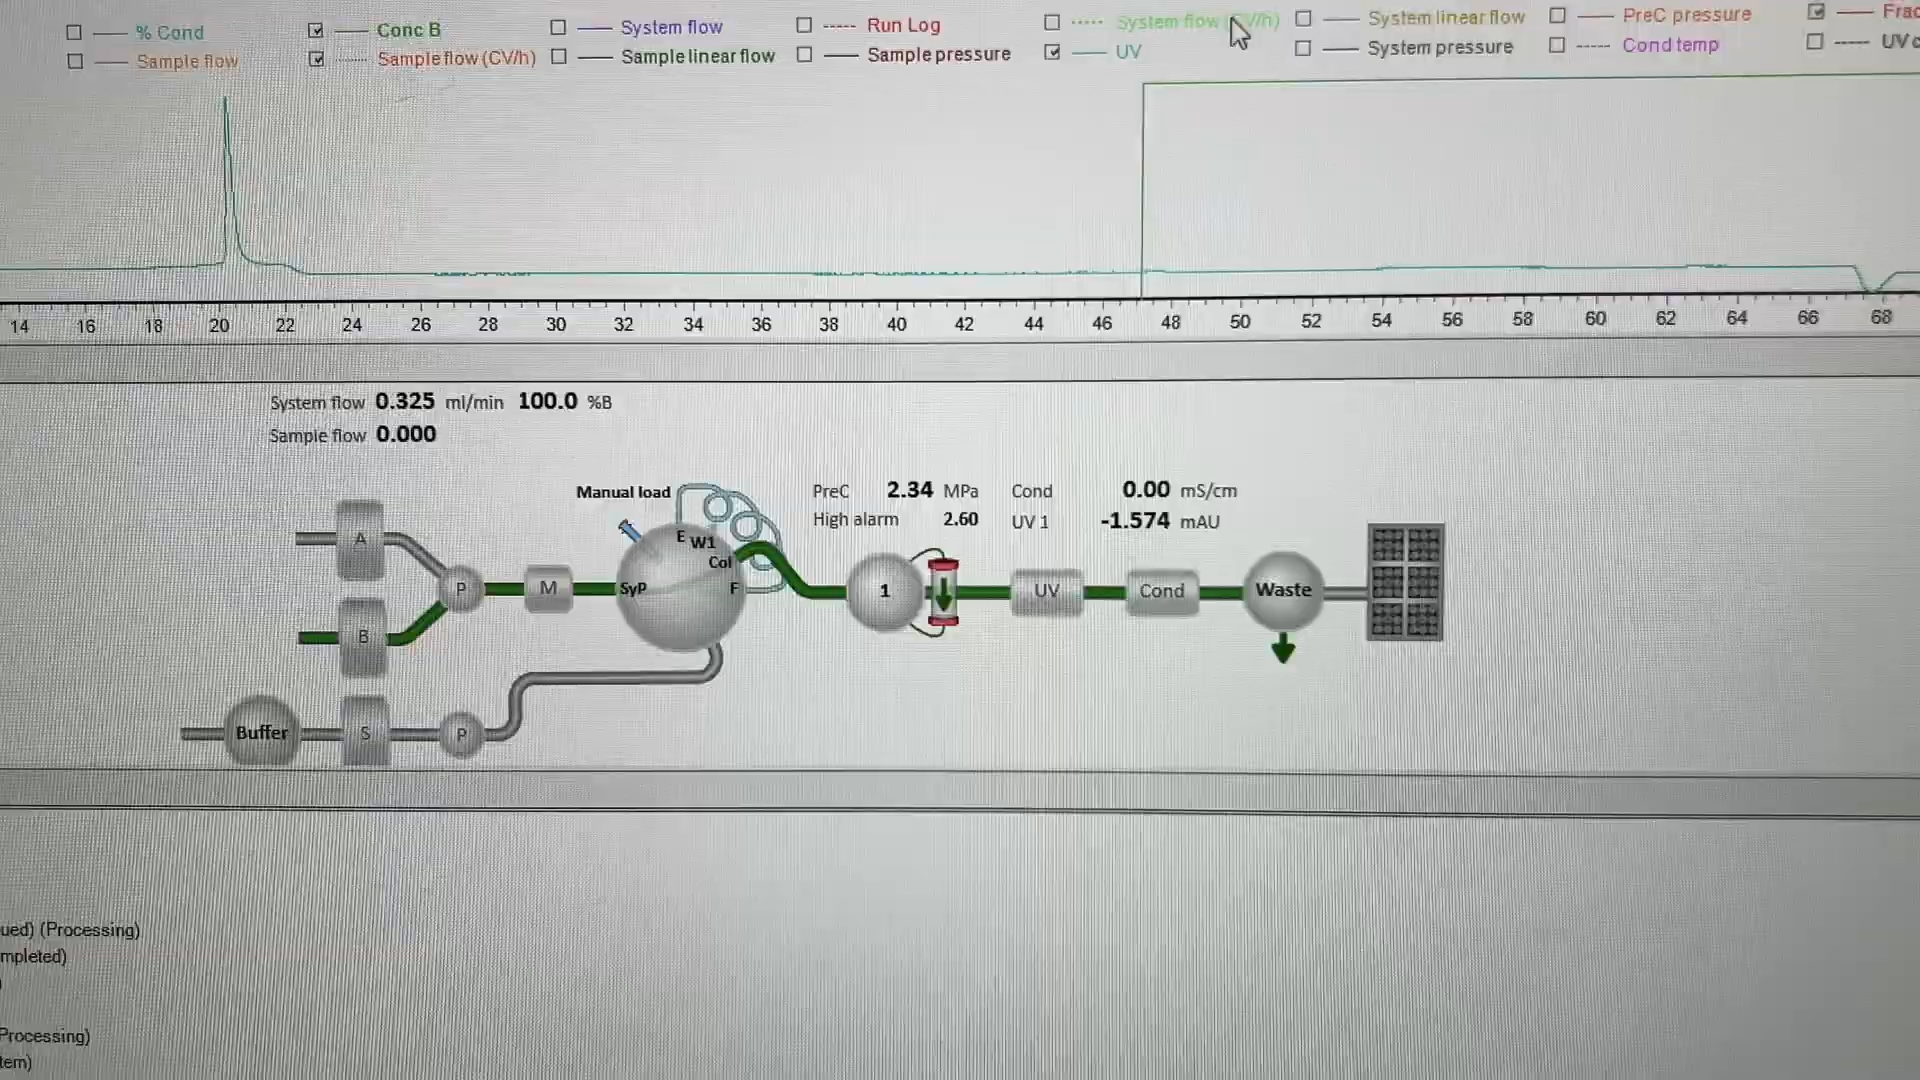 % Cond
Conc B
System flow
Run Log
System flow (CV/h)
System linear flow
PreC pressure
Frac
Sample flow
Sample flow (CV/h)
Sample linear flow
Sample pressure
UV
System pressure
Cond temp
UV c
14 16 18 20 22 24 26 28 30 32 34 36 38 40 42 44 46 48 50 52 54 56 58 60 62 64 66 68
System flow 0.325 ml/min 100.0 %B
Sample flow 0.000
Manual load
PreC 2.34 MPa Cond 0.00 mS/cm
High alarm 2.60 UV 1 -1.574 mAU
A
E W1
Col
P M SyP F 1 UV Cond Waste
B
Buffer S P
ued) (Processing)
mpleted)
)
Processing)
tem)